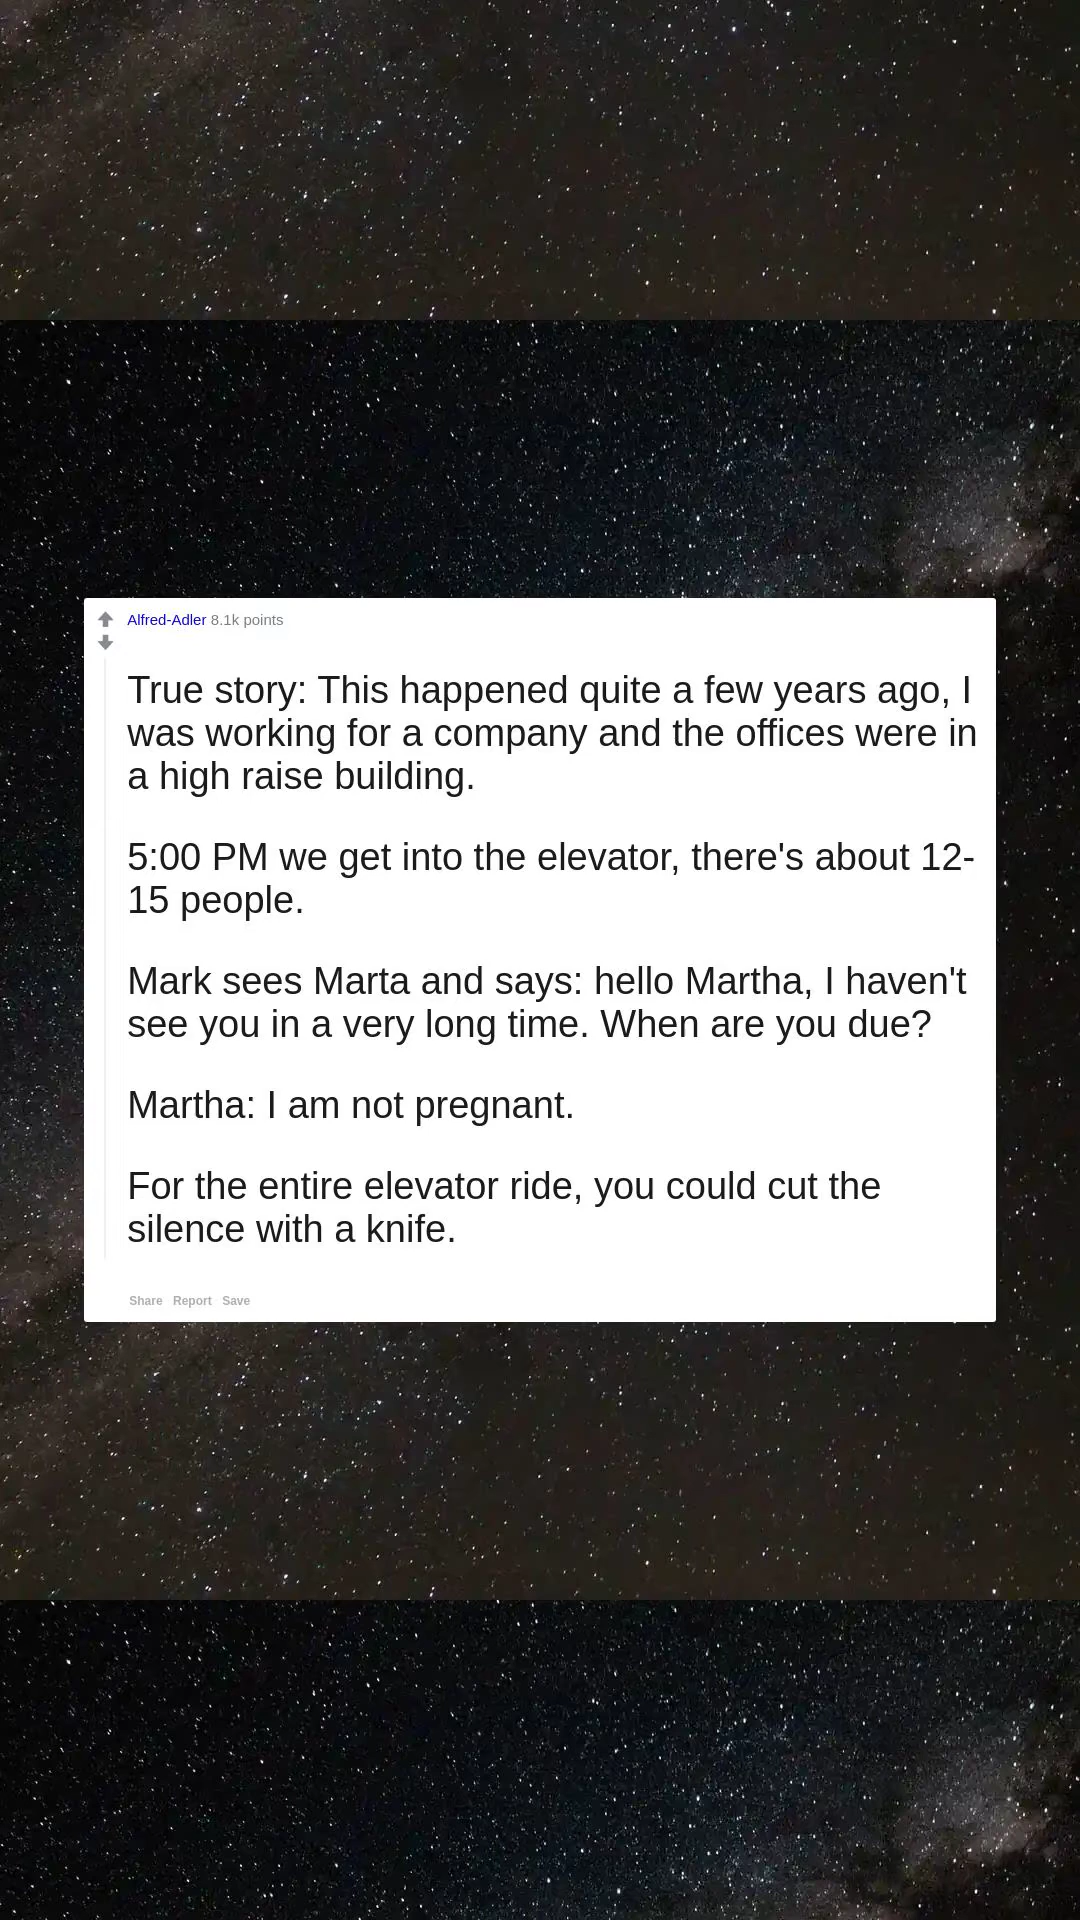 Alfred-Adler 8.1k points
True story: This happened quite a few years ago, I
was working for a company and the offices were in
a high raise building.
5:00 PM we get into the elevator, there's about 12-
15 people.
Mark sees Marta and says: hello Martha, I haven't
see you in a very long time. When are you due?
Martha: I am not pregnant.
For the entire elevator ride, you could cut the
silence with a knife.
Share Report Save